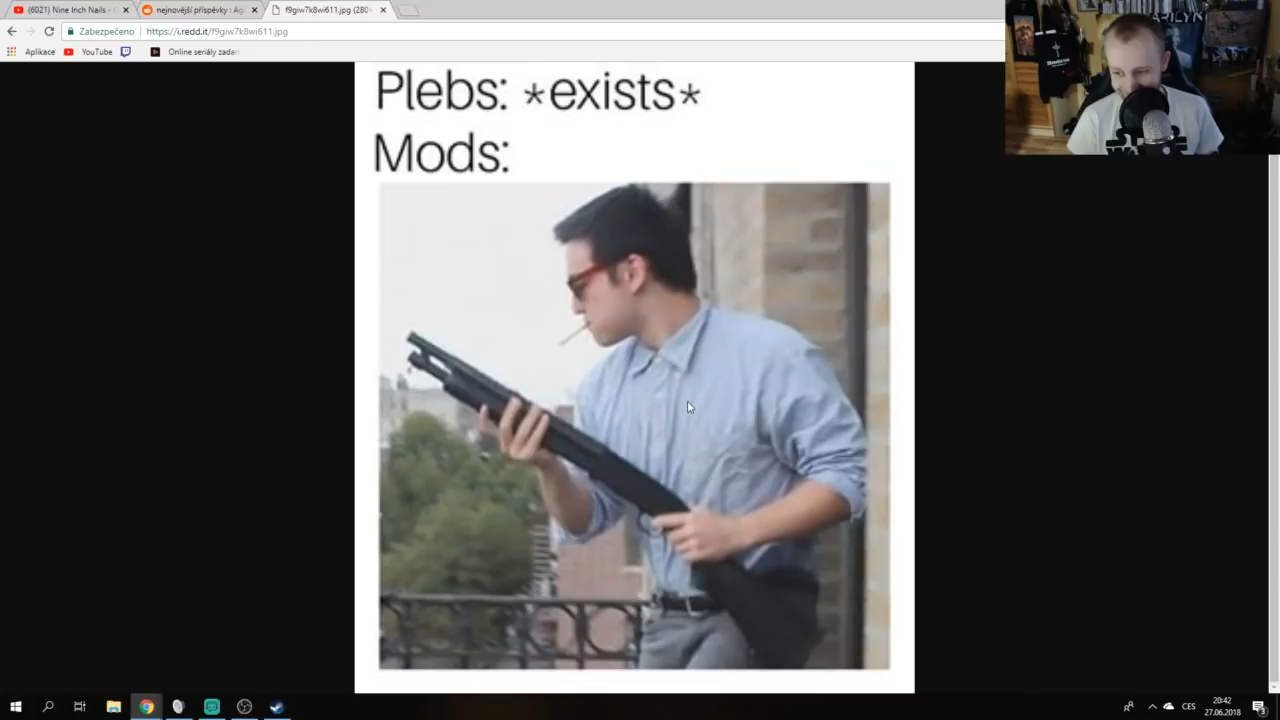 (6021) Nine Inch Nails -
nejnovější příspěvky : Ag
f9giw7k8wi611.jpg (280
Zabezpečeno
https://i.redd.it/f9giw7k8wi611.jpg
Aplikace
YouTube
Online seriály zadar
Plebs: *exists*
Mods:
CES
20:42
27.06.2018
3